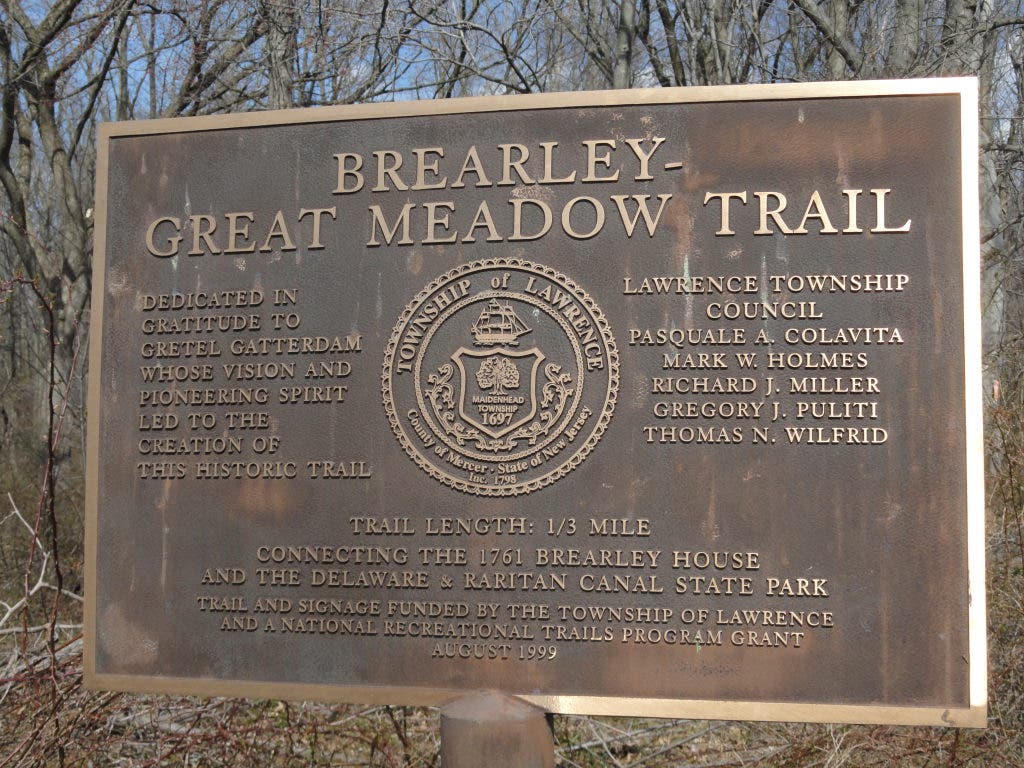 BREARLEY-
GREAT MEADOW TRAIL
DEDICATED IN
GRATITUDE TO
GRETEL GATTERDAM
WHOSE VISION AND
PIONEERING SPIRIT
LED TO THE
CREATION OF
THIS HISTORIC TRAIL
TOWNSHIP of LAWRENCE
MAIDENHEAD
TOWNSHIP
1697
County of Mercer · State of New Jersey
Inc. 1798
LAWRENCE TOWNSHIP
COUNCIL
PASQUALE A. COLAVITA
MARK W. HOLMES
RICHARD J. MILLER
GREGORY J. PULITI
THOMAS N. WILFRID
TRAIL LENGTH: 1/3 MILE
CONNECTING THE 1761 BREARLEY HOUSE
AND THE DELAWARE & RARITAN CANAL STATE PARK
TRAIL AND SIGNAGE FUNDED BY THE TOWNSHIP OF LAWRENCE
AND A NATIONAL RECREATIONAL TRAILS PROGRAM GRANT
AUGUST 1999